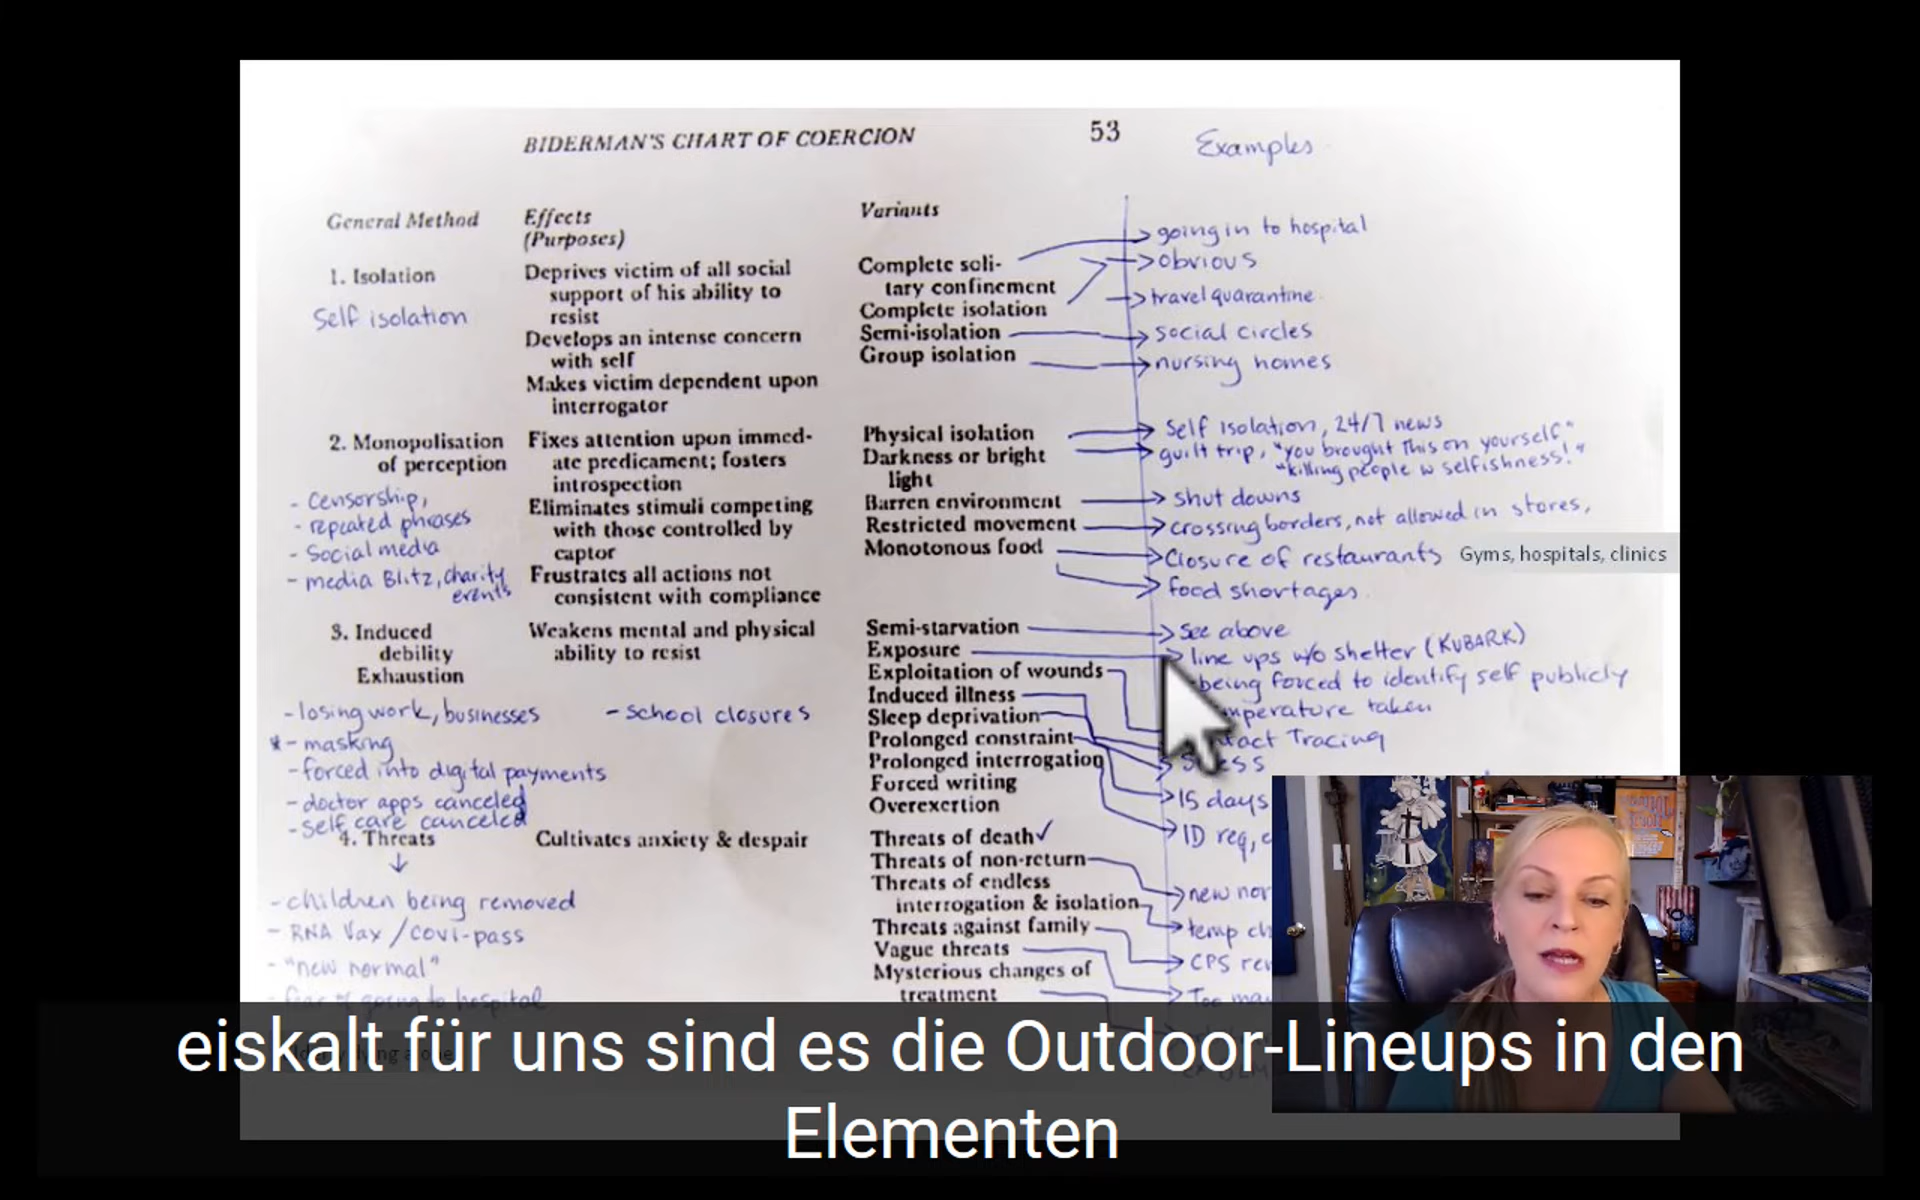 BIDERMAN'S CHART OF COERCION
53
Examples
General Method
Effects
(Purposes)
Variants
1. Isolation
Self isolation
Deprives victim of all social
support of his ability to
resist
Develops an intense concern
with self
Makes victim dependent upon
interrogator
Complete soli-
tary confinement
Complete isolation
Semi-isolation
Group isolation
going in to hospital
obvious
travel quarantine
social circles
nursing homes
2. Monopolisation
of perception
- Censorship,
- repeated phrases
- Social media
- media Blitz, charity
events
Fixes attention upon immed-
ate predicament; fosters
introspection
Eliminates stimuli competing
with those controlled by
captor
Frustrates all actions not
consistent with compliance
Physical isolation
Darkness or bright
light
Barren environment
Restricted movement
Monotonous food
Self isolation, 24/7 news
guilt trip, "you brought this on yourself"
"killing people w selfishness!"
shut downs
crossing borders, not allowed in stores,
Closure of restaurants
Gyms, hospitals, clinics
food shortages
3. Induced
debility
Exhaustion
- losing work, businesses
- school closures
* - masking
- forced into digital payments
- doctor apps canceled
- self care canceled
Weakens mental and physical
ability to resist
Semi-starvation
Exposure
Exploitation of wounds
Induced illness
Sleep deprivation
Prolonged constraint
Prolonged interrogation
Forced writing
Overexertion
See above
line ups w/o shelter (KUBARK)
being forced to identify self publicly
taken
Tracing
15 days
ID req,
4. Threats
- children being removed
- RNA Vax / covi-pass
- "new normal"
- fear of going to hospital
Cultivates anxiety & despair
Threats of death
Threats of non-return
Threats of endless
interrogation & isolation
Threats against family
Vague threats
Mysterious changes of
treatment
new
temp
CPS
Too
eiskalt für uns sind es die Outdoor-Lineups in den
Elementen